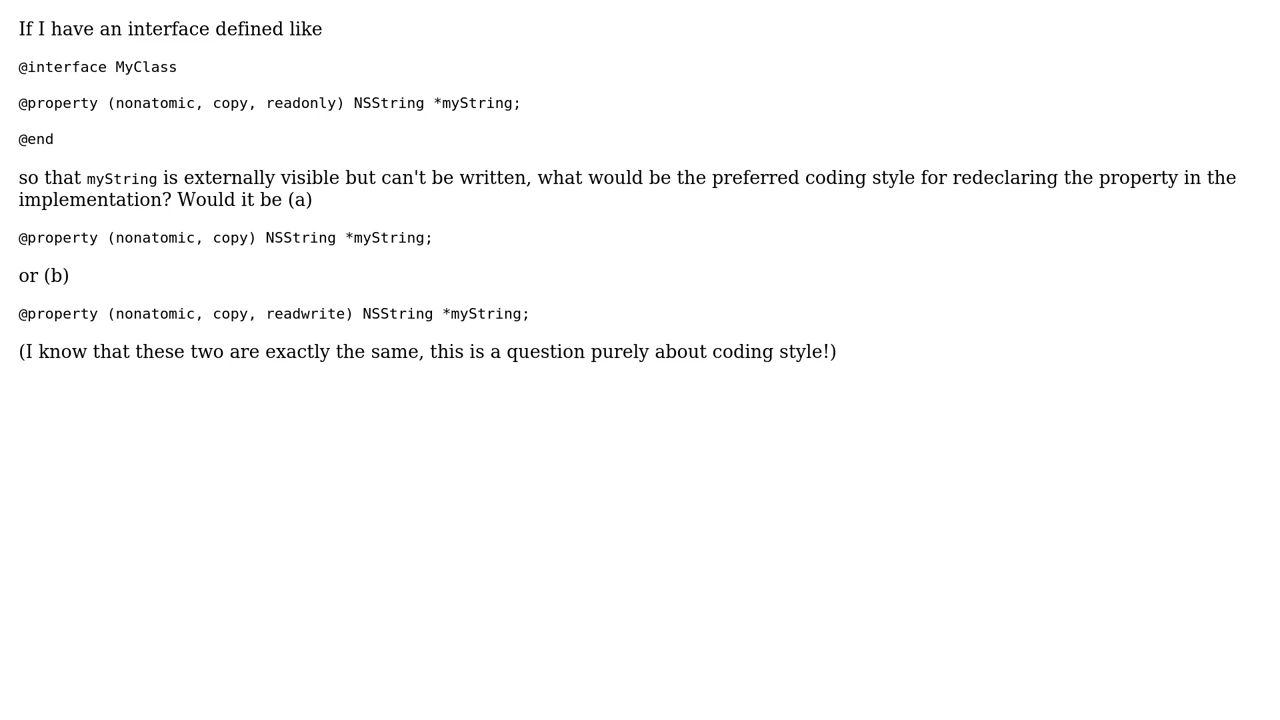 If I have an interface defined like
@interface MyClass
@property (nonatomic, copy, readonly) NSString *myString;
@end
so that myString is externally visible but can't be written, what would be the preferred coding style for redeclaring the property in the
implementation? Would it be (a)
@property (nonatomic, copy) NSString *myString;
or (b)
@property (nonatomic, copy, readwrite) NSString *myString;
(I know that these two are exactly the same, this is a question purely about coding style!)